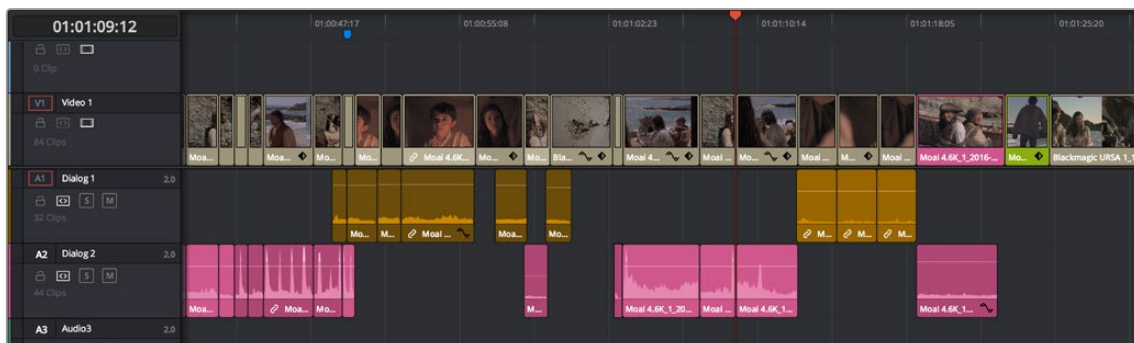 01:01:09:12
01:00:47:17 01:00:55:08 01:01:02:23 01:01:10:14 01:01:18:05 01:01:25:20
0 Clip
V1 Video 1
64 Clips
Moa... Moa... Mo... Mo... Moai 4.6K... Mo... Mo... Bla... Moai 4... Moai ... Mo... Moai ... M... Moai ... Moai 4.6K_1_2016-... Mo... Blackmagic URSA 1_1
A1 Dialog 1 2.0
S M
32 Clips
Mo... M... Moai ... Moa... Mo... M... M... M...
A2 Dialog 2 2.0
S M
44 Clips
Moa... Moa... Mo... M... Moai 4.6K_1_20... Moai ... Moai 4.6K_1... Moai 4.6K_1...
A3 Audio3 2.0